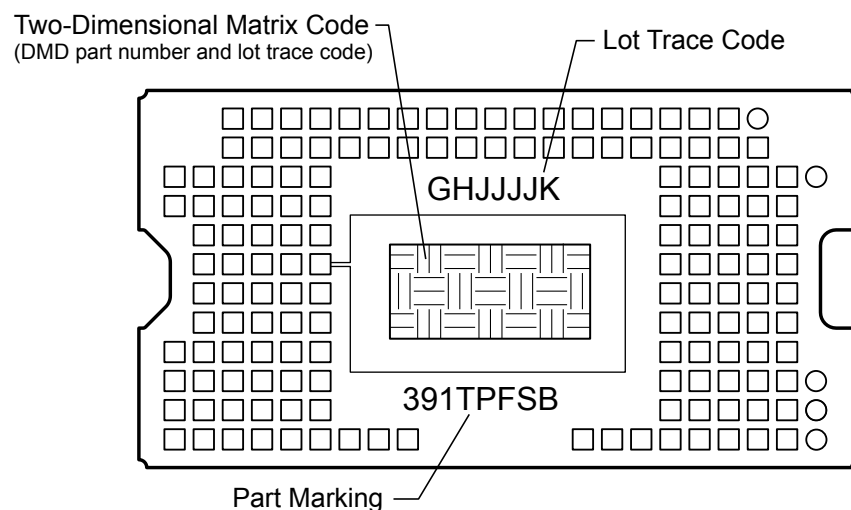 Two-Dimensional Matrix Code
(DMD part number and lot trace code)
Lot Trace Code
GHJJJJK
391TPFSB
Part Marking